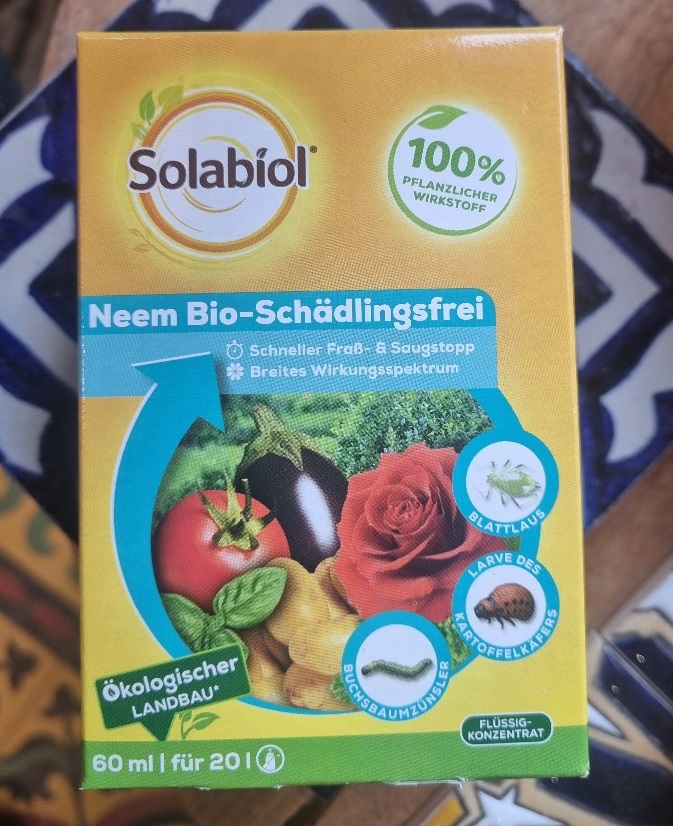 Solabiol®
100%
PFLANZLICHER
WIRKSTOFF
Neem Bio-Schädlingsfrei
Schneller Fraß- & Saugstopp
Breites Wirkungsspektrum
BLATTLAUS
LARVE DES
KARTOFFELKÄFERS
BUCHSBAUMZÜNSLER
Ökologischer
LANDBAU*
FLÜSSIG-
KONZENTRAT
60 ml | für 20 l